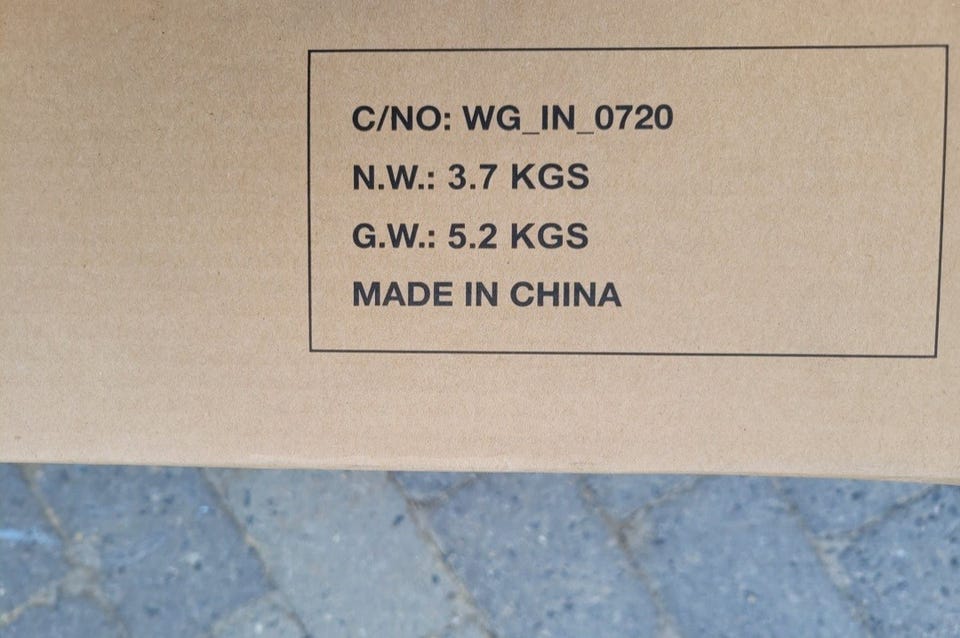 C/NO: WG_IN_0720
N.W.: 3.7 KGS
G.W.: 5.2 KGS
MADE IN CHINA